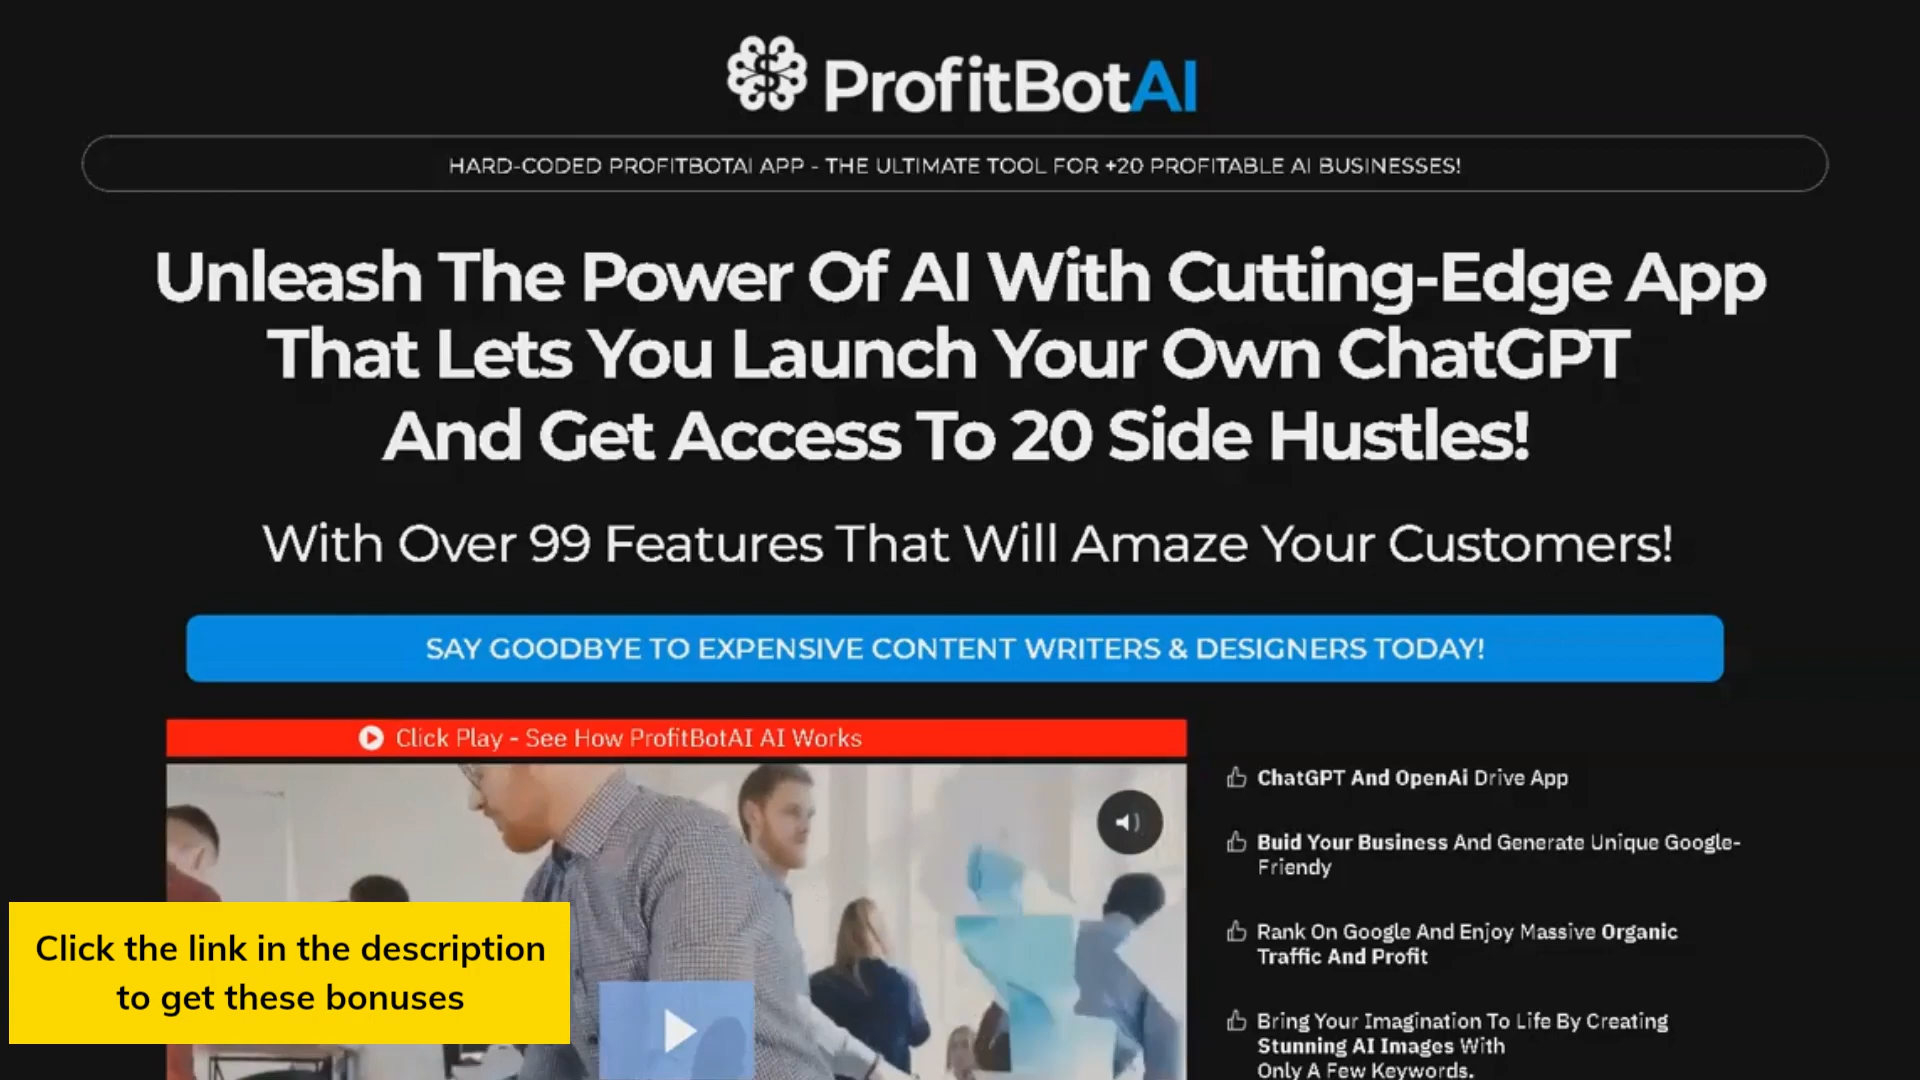 ProfitBotAI
HARD-CODED PROFITBOTAI APP - THE ULTIMATE TOOL FOR +20 PROFITABLE AI BUSINESSES!
Unleash The Power Of AI With Cutting-Edge App
That Lets You Launch Your Own ChatGPT
And Get Access To 20 Side Hustles!
With Over 99 Features That Will Amaze Your Customers!
SAY GOODBYE TO EXPENSIVE CONTENT WRITERS & DESIGNERS TODAY!
Click Play - See How ProfitBotAI AI Works
ChatGPT And OpenAi Drive App
Buid Your Business And Generate Unique Google-
Friendy
Rank On Google And Enjoy Massive Organic
Traffic And Profit
Bring Your Imagination To Life By Creating
Stunning AI Images With
Only A Few Keywords.
Click the link in the description
to get these bonuses